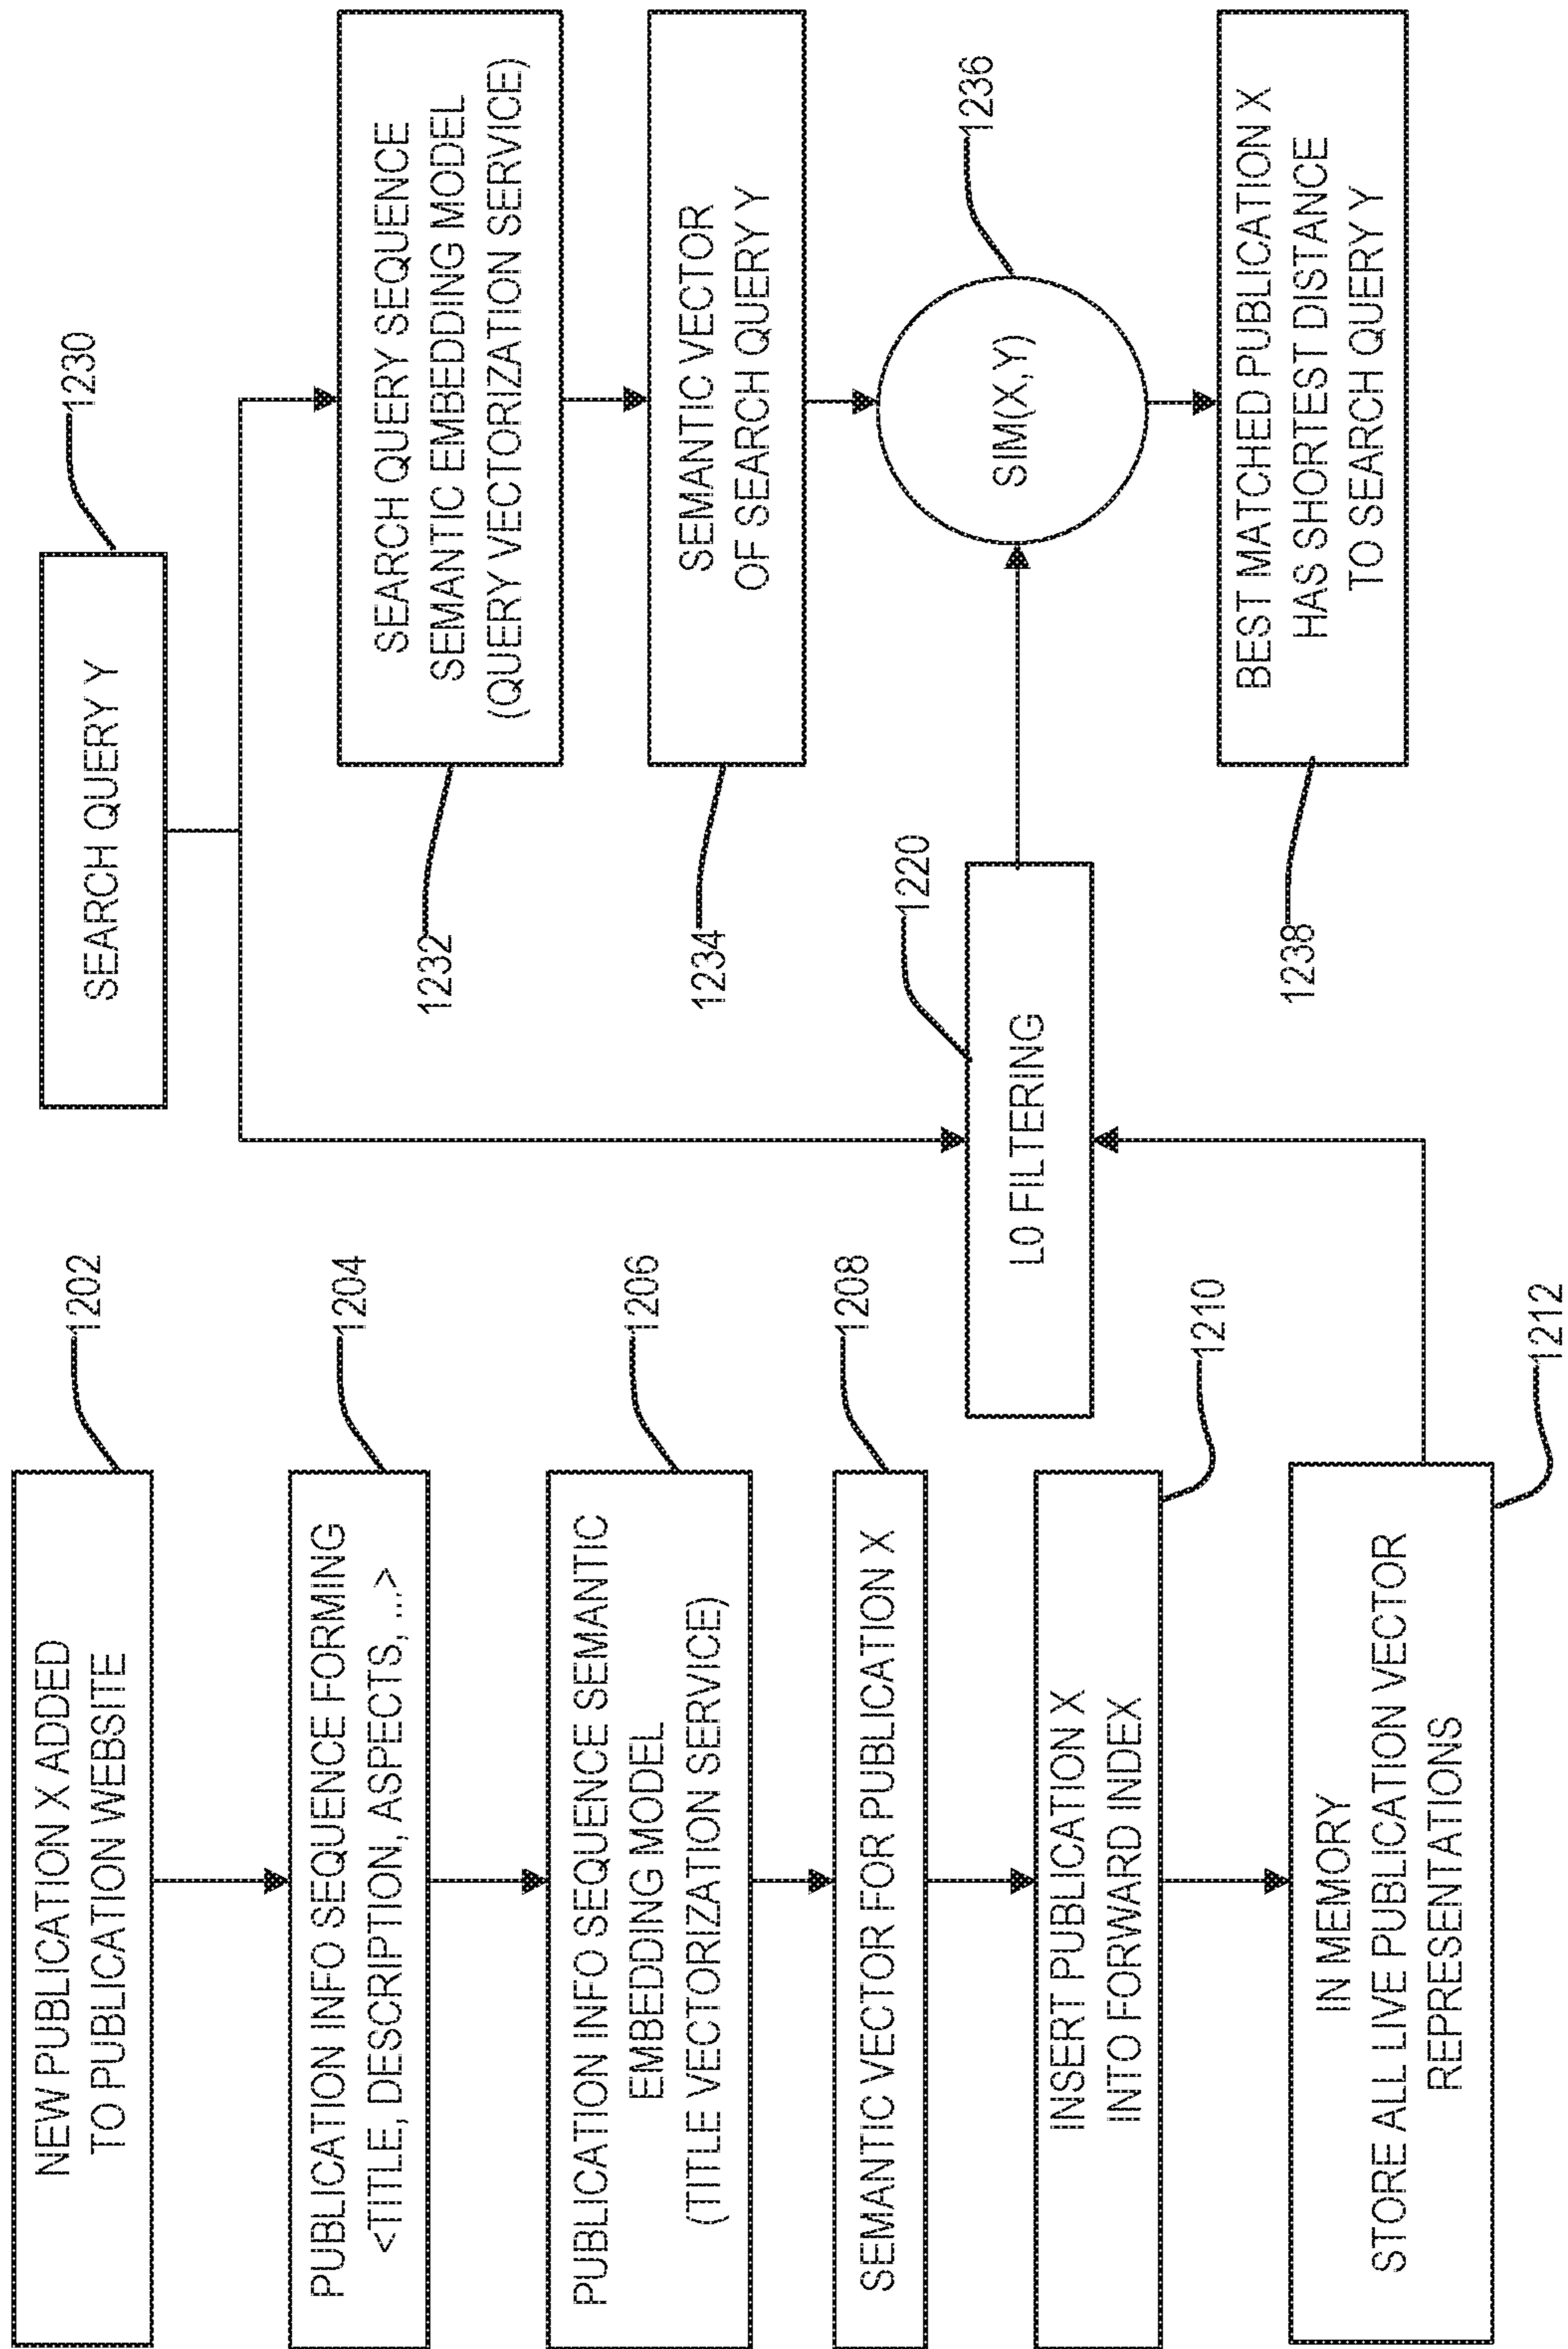 NEW PUBLICATION X ADDED
TO PUBLICATION WEBSITE
1202
PUBLICATION INFO SEQUENCE FORMING
<TITLE, DESCRIPTION, ASPECTS, ...>
1204
PUBLICATION INFO SEQUENCE SEMANTIC
EMBEDDING MODEL
(TITLE VECTORIZATION SERVICE)
1206
SEMANTIC VECTOR FOR PUBLICATION X
1208
INSERT PUBLICATION X
INTO FORWARD INDEX
1210
IN MEMORY
STORE ALL LIVE PUBLICATION VECTOR
REPRESENTATIONS
1212
L0 FILTERING
1220
SEARCH QUERY Y
1230
SEARCH QUERY SEQUENCE
SEMANTIC EMBEDDING MODEL
(QUERY VECTORIZATION SERVICE)
1232
SEMANTIC VECTOR
OF SEARCH QUERY Y
1234
SIM(X,Y)
1236
BEST MATCHED PUBLICATION X
HAS SHORTEST DISTANCE
TO SEARCH QUERY Y
1238